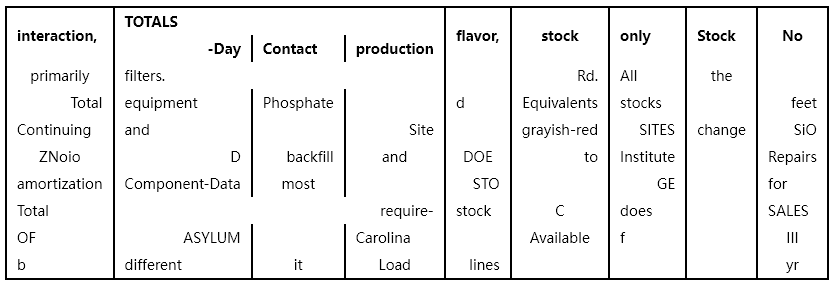 TOTALS
interaction, -Day Contact production flavor, stock only Stock No
primarily filters. Rd. All the
Total equipment Phosphate d Equivalents stocks feet
Continuing and Site grayish-red SITES change SiO
ZNoio D backfill and DOE to Institute Repairs
amortization Component-Data most STO GE for
Total require- stock C does SALES
OF ASYLUM Carolina Available f III
b different it Load lines yr